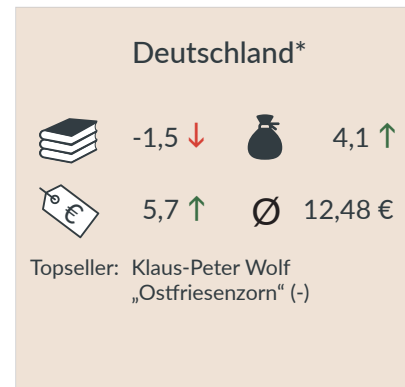 Deutschland*
-1,5 ↓ 4,1 ↑
€ 5,7 ↑ Ø 12,48 €
Topseller: Klaus-Peter Wolf
„Ostfriesenzorn“ (-)